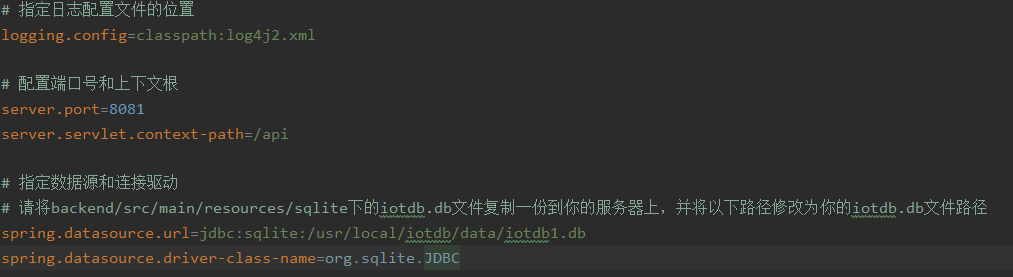 # 指定日志配置文件的位置
logging.config=classpath:log4j2.xml
# 配置端口号和上下文根
server.port=8081
server.servlet.context-path=/api
# 指定数据源和连接驱动
# 请将backend/src/main/resources/sqlite下的iotdb.db文件复制一份到你的服务器上，并将以下路径修改为你的iotdb.db文件路径
spring.datasource.url=jdbc:sqlite:/usr/local/iotdb/data/iotdb1.db
spring.datasource.driver-class-name=org.sqlite.JDBC